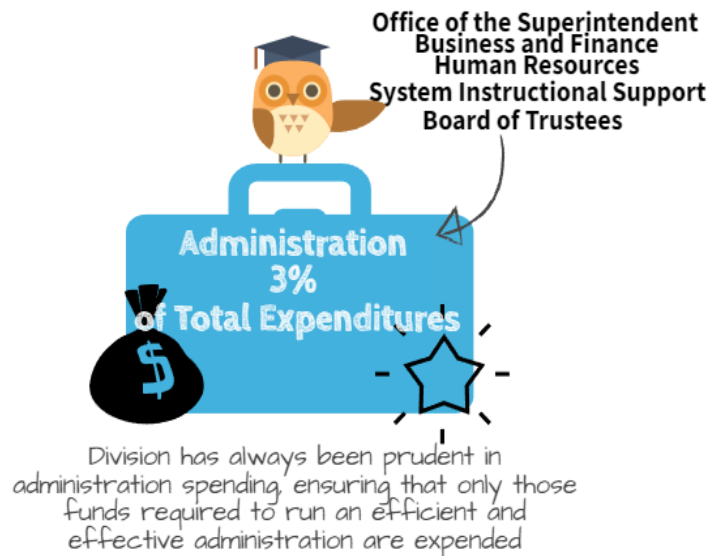 Office of the Superintendent
Business and Finance
Human Resources
System Instructional Support
Board of Trustees
Administration
3%
of Total Expenditures
$
Division has always been prudent in
administration spending, ensuring that only those
funds required to run an efficient and
effective administration are expended